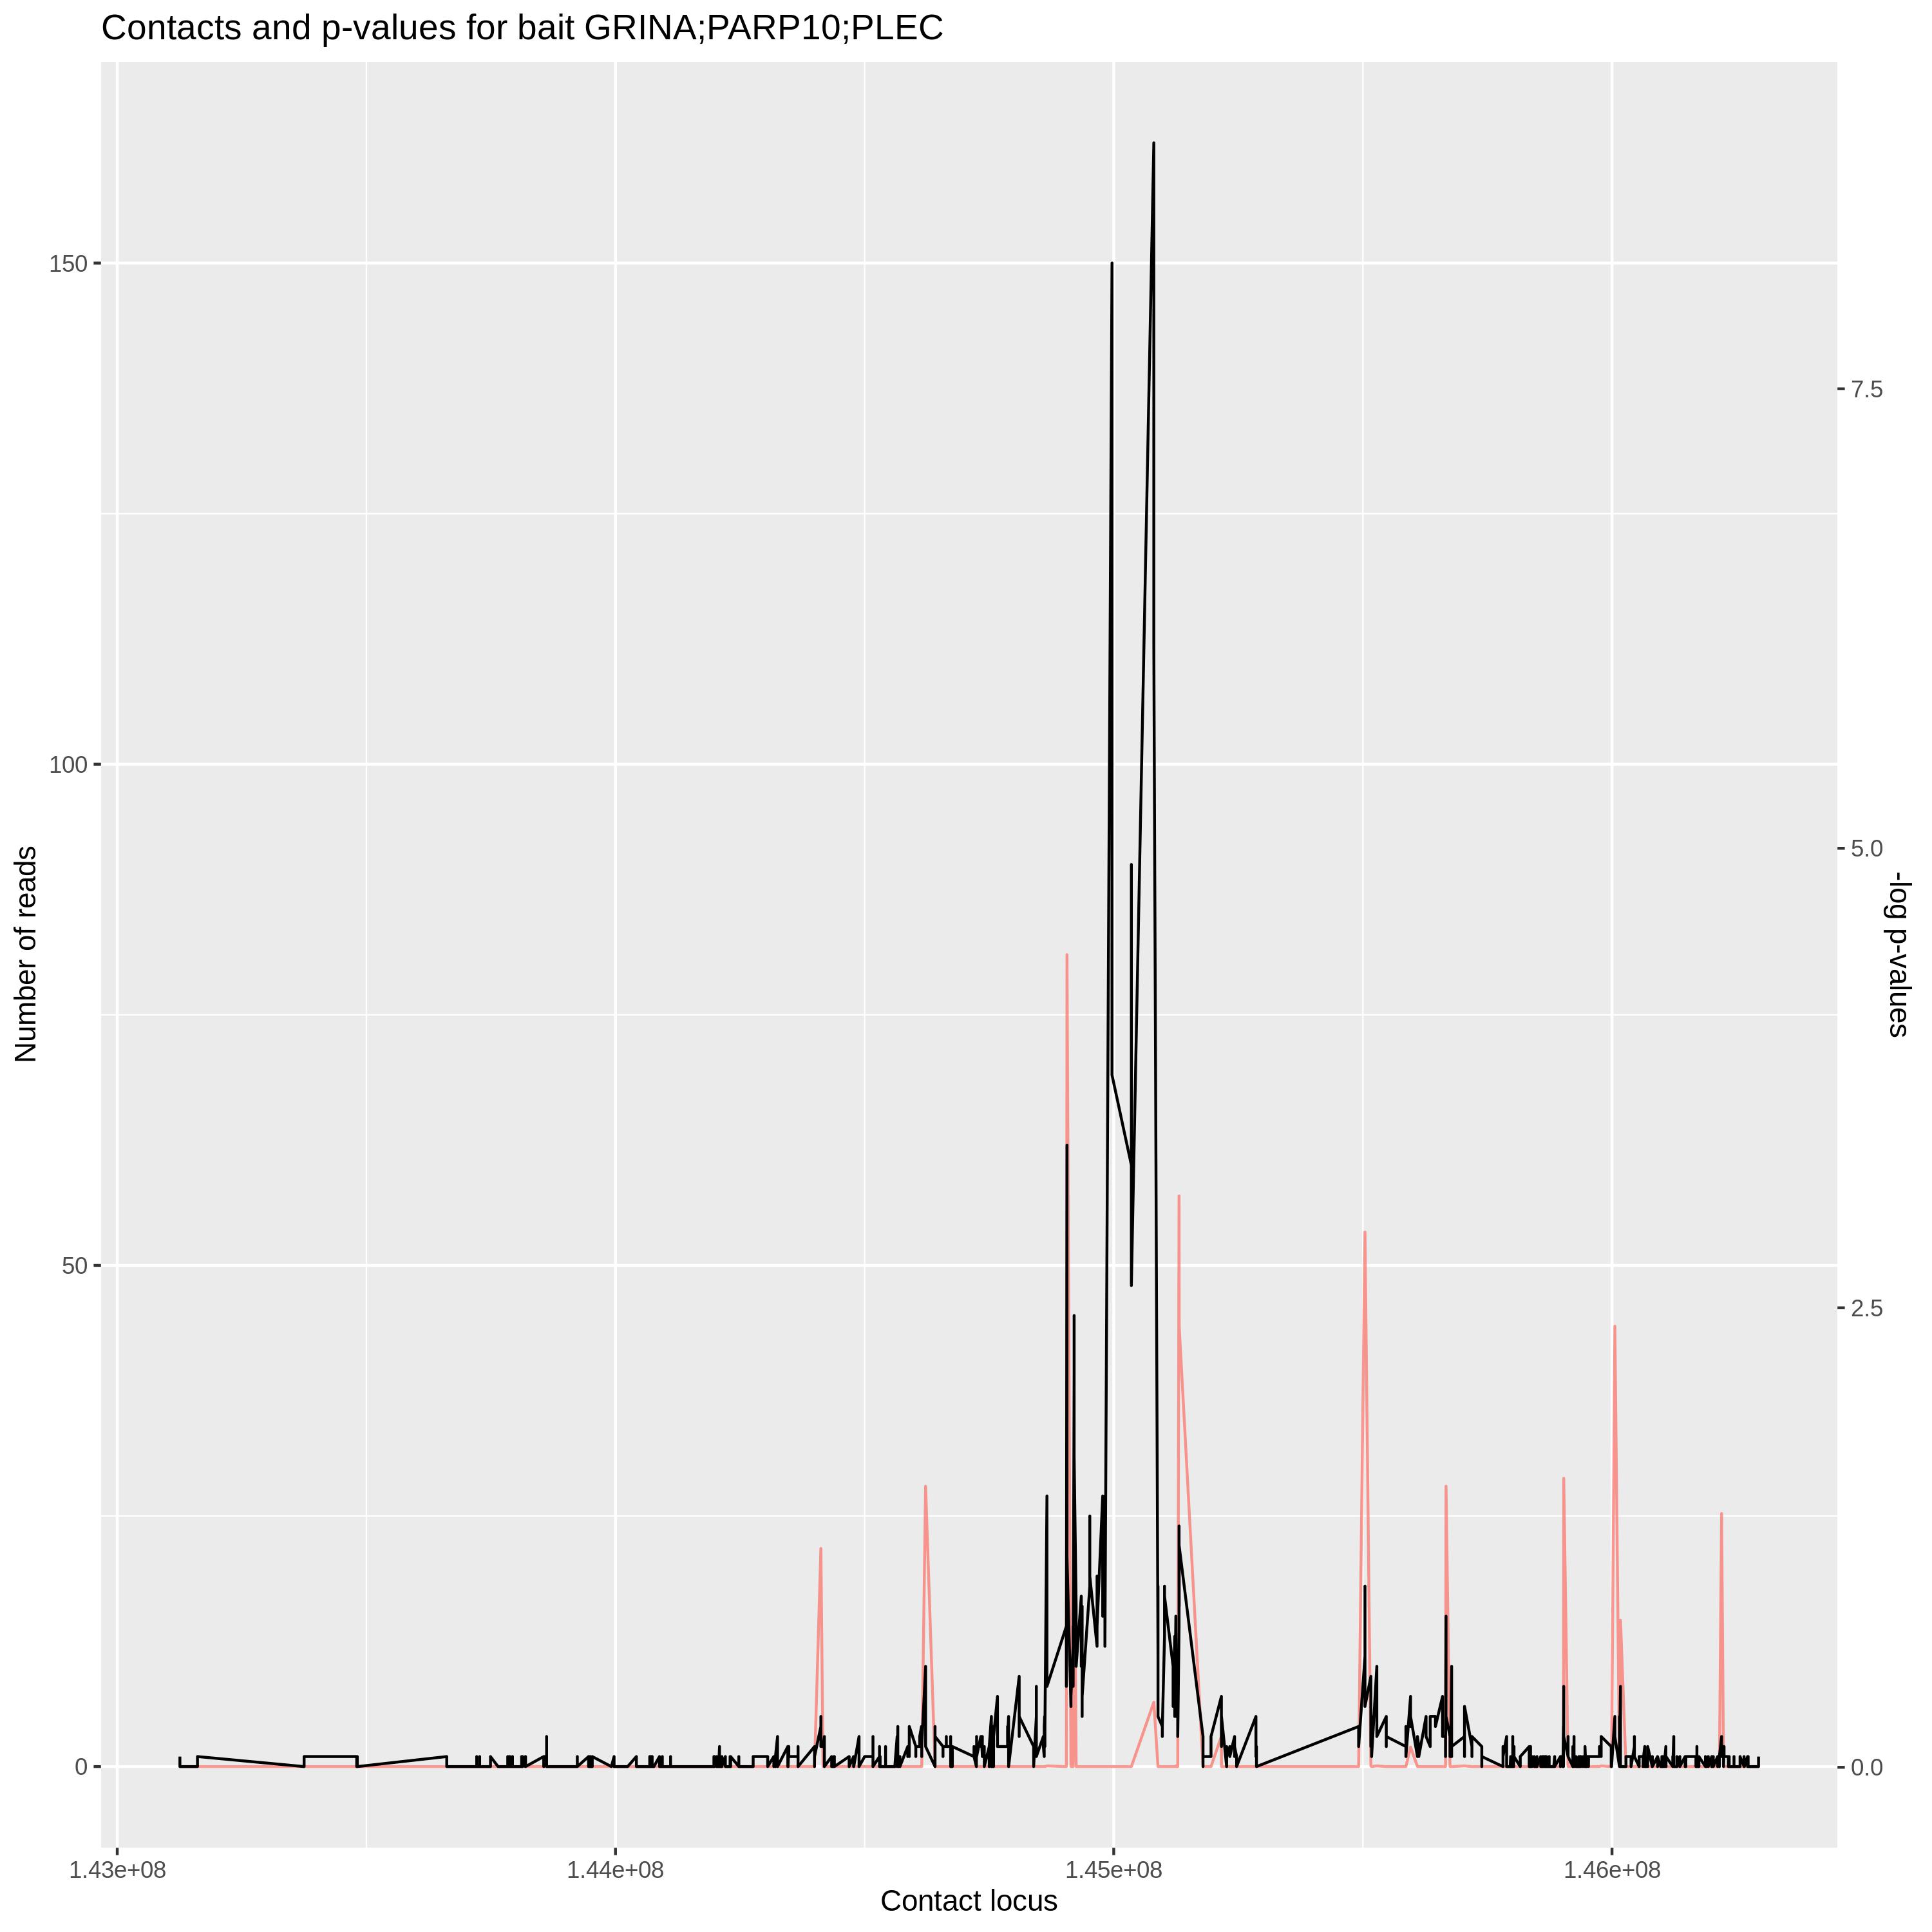 Contacts and p-values for bait GRINA;PARP10;PLEC
150
100
50
0
Number of reads
7.5
5.0
2.5
0.0
-log p-values
1.43e+08
1.44e+08
1.45e+08
1.46e+08
Contact locus